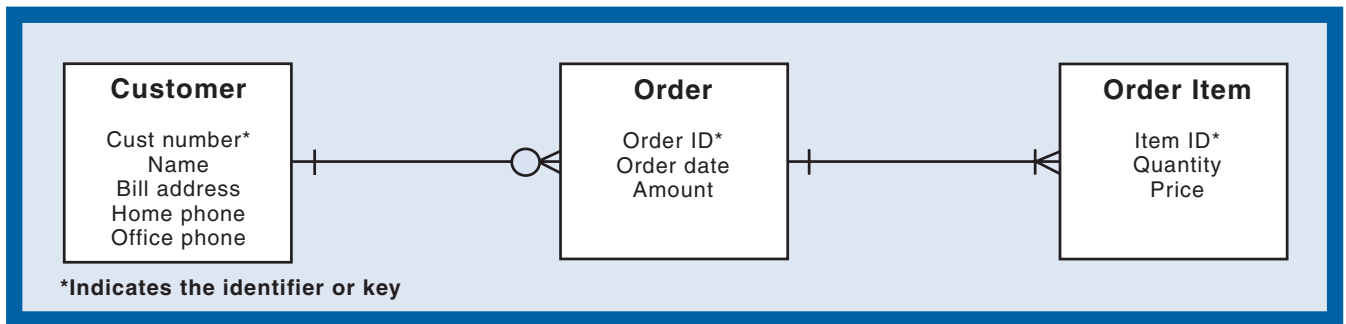 Customer
Cust number*
Name
Bill address
Home phone
Office phone
Order
Order ID*
Order date
Amount
Order Item
Item ID*
Quantity
Price
*Indicates the identifier or key